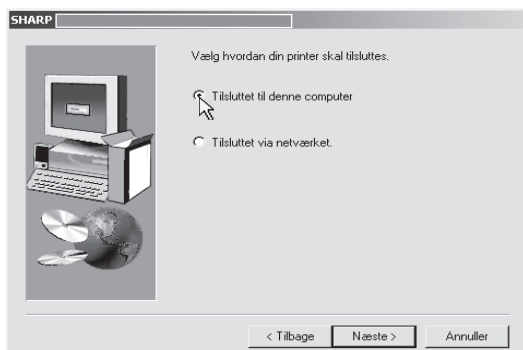 SHARP
Vælg hvordan din printer skal tilsluttes.
Tilsluttet til denne computer
Tilsluttet via netværket.
< Tilbage
Næste >
Annuller